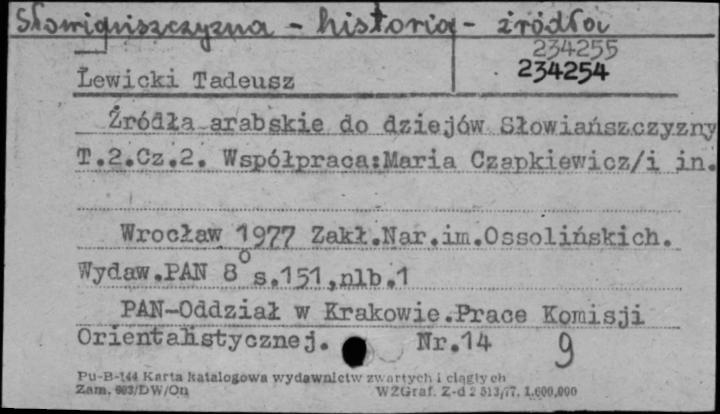 Słowiańszczyzna - historia - źródła
234255
234254
Lewicki Tadeusz
Źródła arabskie do dziejów Słowiańszczyzny
T.2.Cz.2. Współpraca:Maria Czapkiewicz/i in.
Wrocław 1977 Zakł.Nar.im.Ossolińskich.
Wydaw.PAN 8° s.151,nlb.1
PAN-Oddział w Krakowie.Prace Komisji
Orientalistycznej. Nr.14 9
Pu-B-144 Karta katalogowa wydawnictw zwartych i ciągłych
Zam. 993/DW/On WZGraf. Z-d 2 513/77. 1.600.000